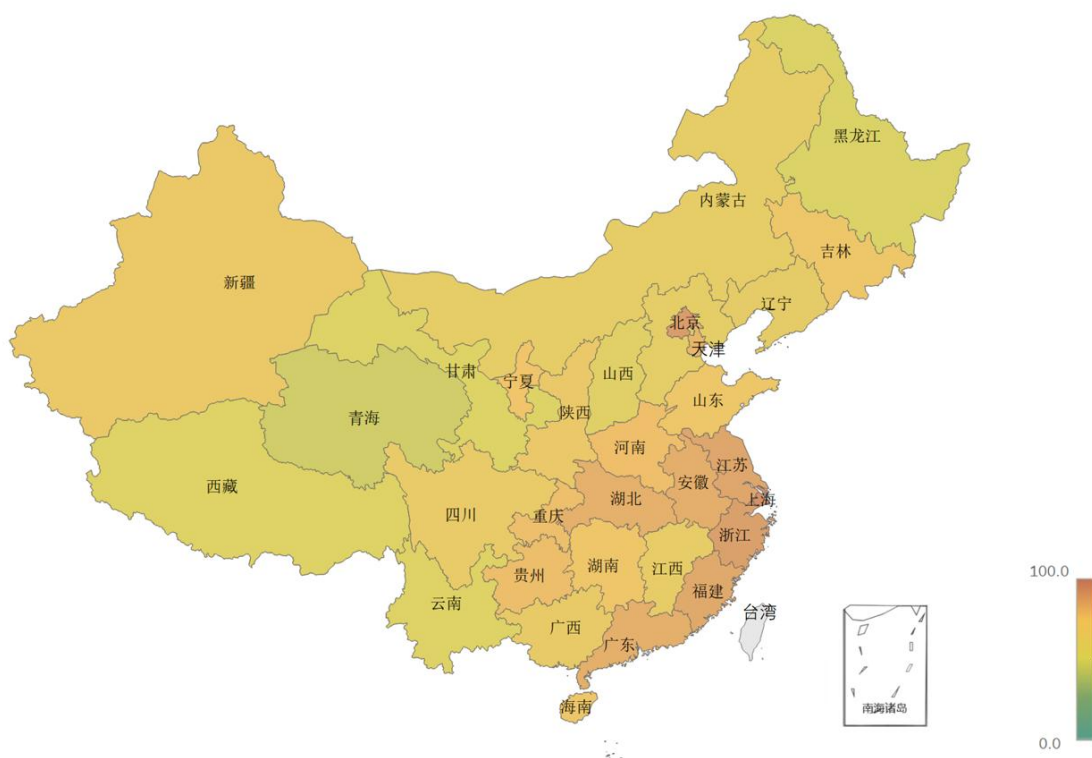 黑龙江
内蒙古
吉林
新疆
辽宁
北京
天津
甘肃
宁夏
山西
山东
陕西
青海
河南
江苏
安徽
西藏
湖北
上海
四川
重庆
浙江
湖南
江西
贵州
福建
云南
台湾
广西
广东
海南
100.0
南海诸岛
0.0